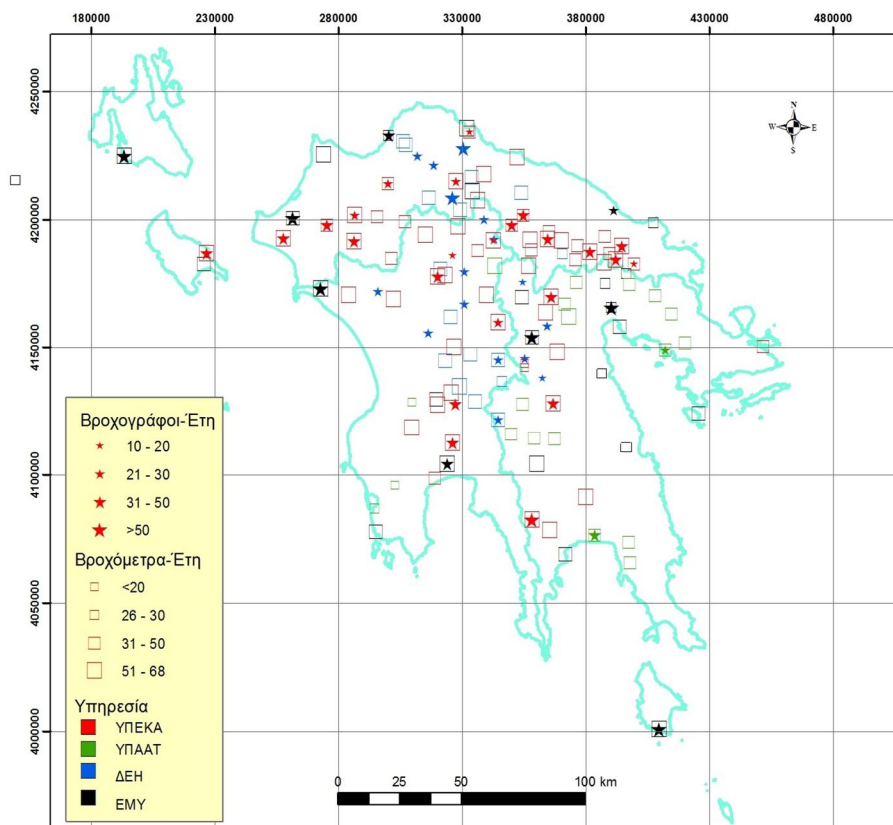 180000 230000 280000 330000 380000 430000 480000
4250000
4200000
4150000
4100000
4050000
4000000
N
W E
S
Βροχογράφοι-Έτη
10 - 20
21 - 30
31 - 50
>50
Βροχόμετρα-Έτη
<20
26 - 30
31 - 50
51 - 68
Υπηρεσία
ΥΠΕΚΑ
ΥΠΑΑΤ
ΔΕΗ
ΕΜΥ
0 25 50 100 km